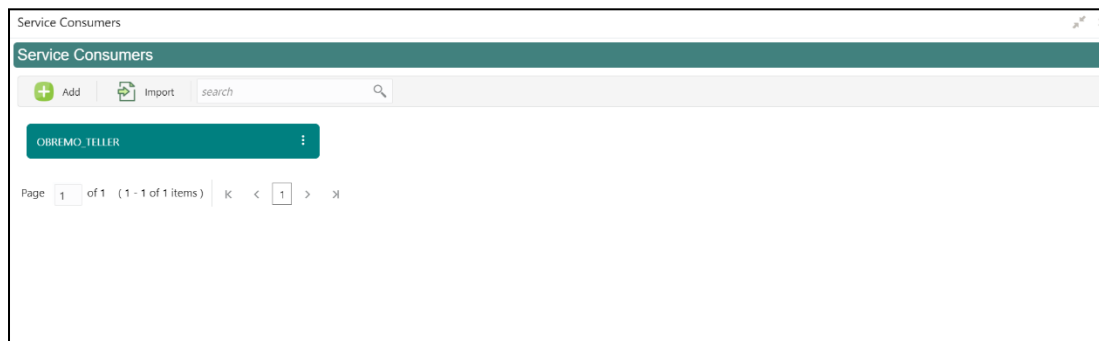 Service Consumers
Service Consumers
Add Import search
OBREMO_TELLER
Page 1 of 1 (1 - 1 of 1 items) 1